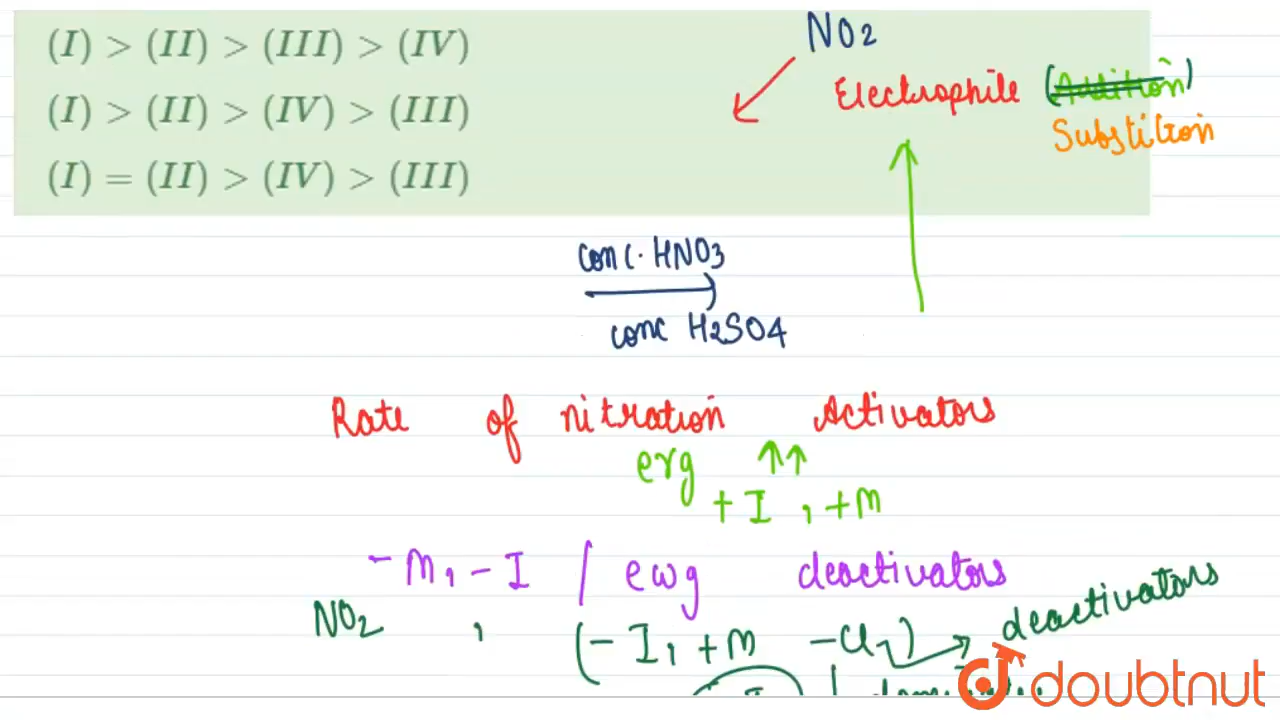 (I) > (II) > (III) > (IV)
(I) > (II) > (IV) > (III)
(I) = (II) > (IV) > (III)
NO2
Electrophile (Addition)
Substition
conc. HNO3
conc H2SO4
Rate of nitration Activators
erg ↑↑
+I, +M
-M, -I / ewg deactivators
NO2, (-I, +M -Cl,) → deactivators
doubtnut